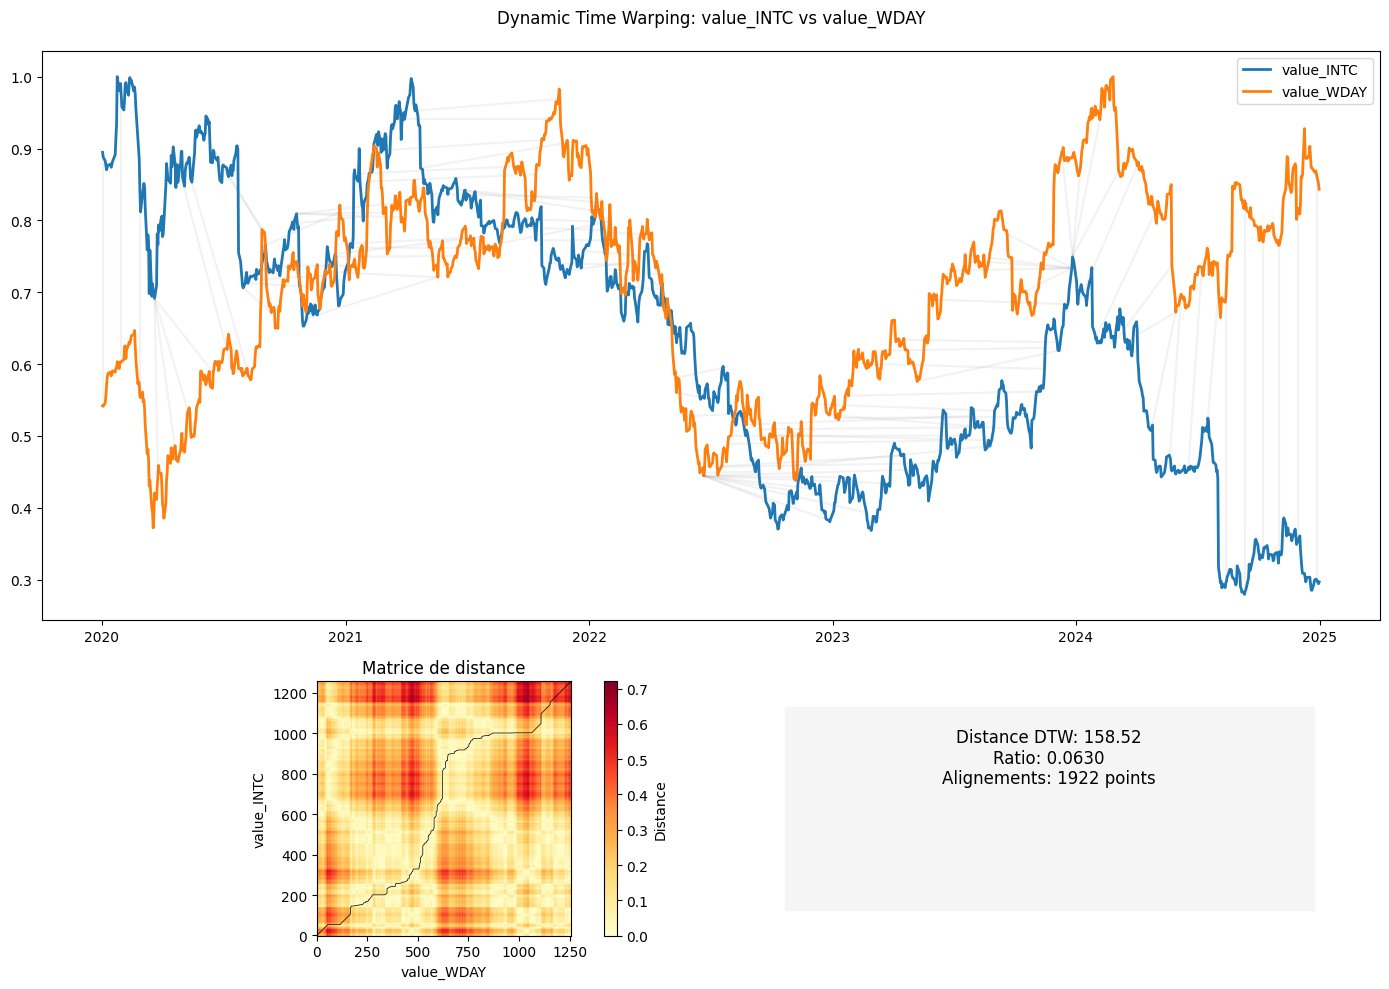 Dynamic Time Warping: value_INTC vs value_WDAY
value_INTC
value_WDAY
1.0
0.9
0.8
0.7
0.6
0.5
0.4
0.3
2020 2021 2022 2023 2024 2025
Matrice de distance
1200
1000
800
600
400
200
0
value_INTC
0 250 500 750 1000 1250
value_WDAY
0.7
0.6
0.5
0.4
0.3
0.2
0.1
0.0
Distance
Distance DTW: 158.52
Ratio: 0.0630
Alignements: 1922 points